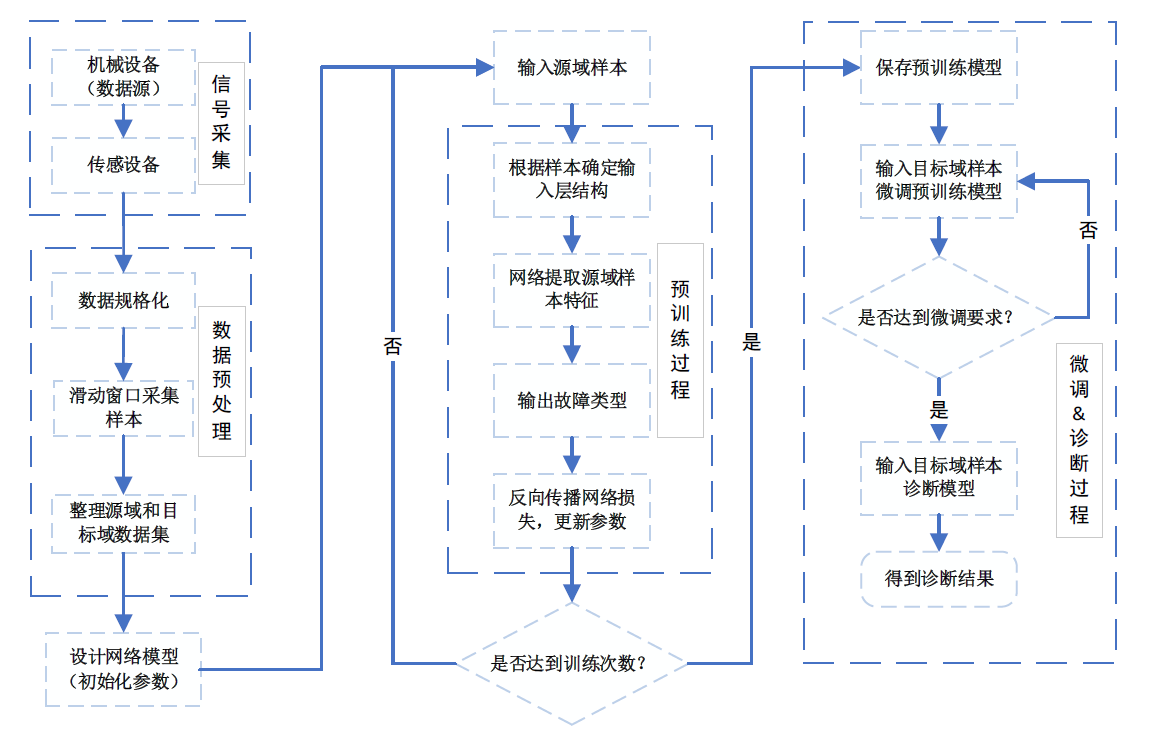 机械设备
（数据源）
传感设备
信号采集
数据规格化
滑动窗口采集
样本
整理源域和目
标域数据集
数据预处理
设计网络模型
（初始化参数）
输入源域样本
根据样本确定输
入层结构
网络提取源域样
本特征
输出故障类型
反向传播网络损
失，更新参数
预训练过程
是否达到训练次数？
否
是
保存预训练模型
输入目标域样本
微调预训练模型
是否达到微调要求？
否
是
输入目标域样本
诊断模型
得到诊断结果
微调&诊断过程